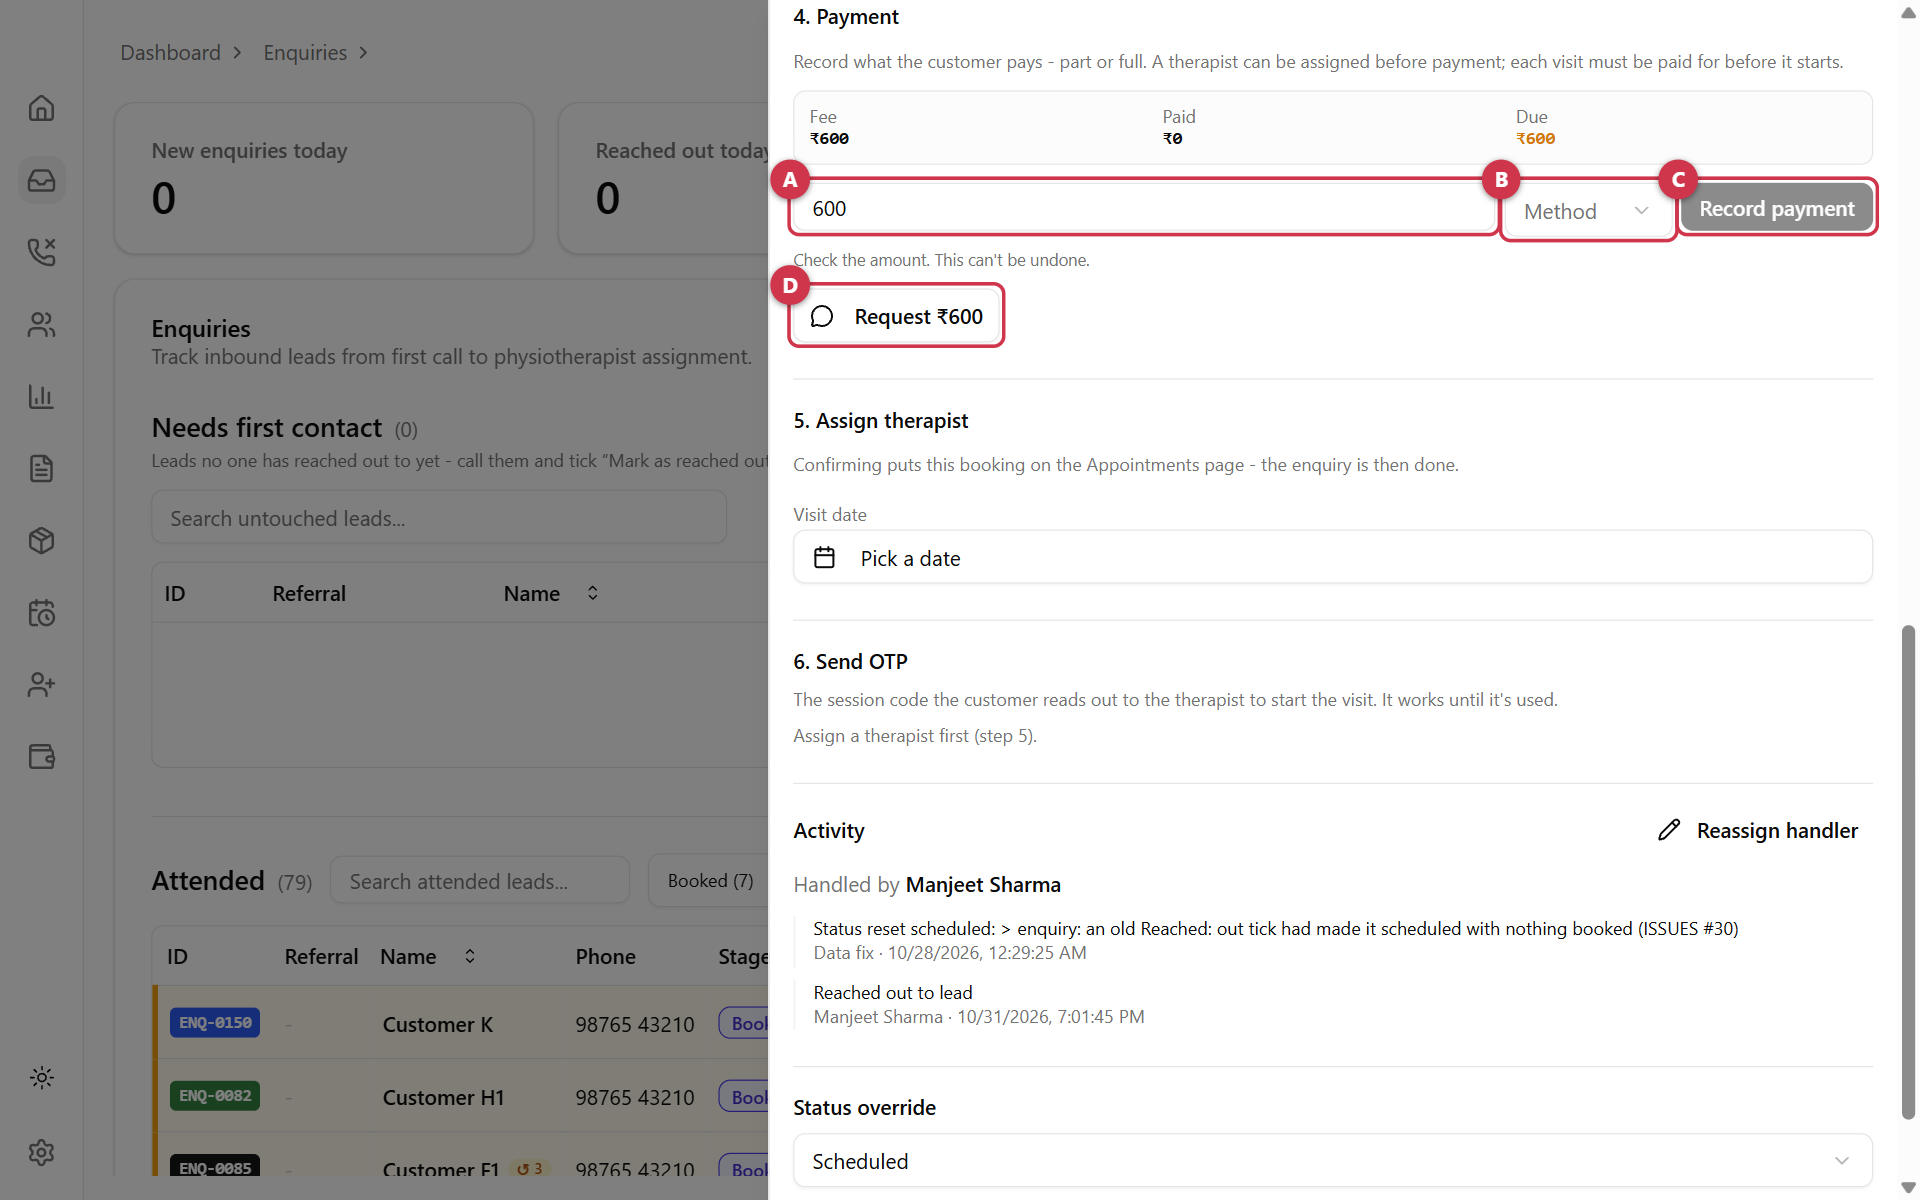 Dashboard
Enquiries
New enquiries today
0
Reached out today
0
Enquiries
Track inbound leads from first call to physiotherapist assignment.
Needs first contact (0)
Leads no one has reached out to yet - call them and tick “Mark as reached out
Search untouched leads...
ID Referral Name
Attended (79)
Search attended leads...
Booked (7)
ID Referral Name Phone Stage
ENQ-0150 - Customer K 98765 43210 Book
ENQ-0082 - Customer H1 98765 43210 Book
ENQ-0085 - Customer F1 3 98765 43210 Book
4. Payment
Record what the customer pays - part or full. A therapist can be assigned before payment; each visit must be paid for before it starts.
Fee Paid Due
₹600 ₹0 ₹600
A B C
600
Method
Record payment
Check the amount. This can't be undone.
D
Request ₹600
5. Assign therapist
Confirming puts this booking on the Appointments page - the enquiry is then done.
Visit date
Pick a date
6. Send OTP
The session code the customer reads out to the therapist to start the visit. It works until it's used.
Assign a therapist first (step 5).
Activity
Reassign handler
Handled by Manjeet Sharma
Status reset scheduled: > enquiry: an old Reached: out tick had made it scheduled with nothing booked (ISSUES #30)
Data fix · 10/28/2026, 12:29:25 AM
Reached out to lead
Manjeet Sharma · 10/31/2026, 7:01:45 PM
Status override
Scheduled